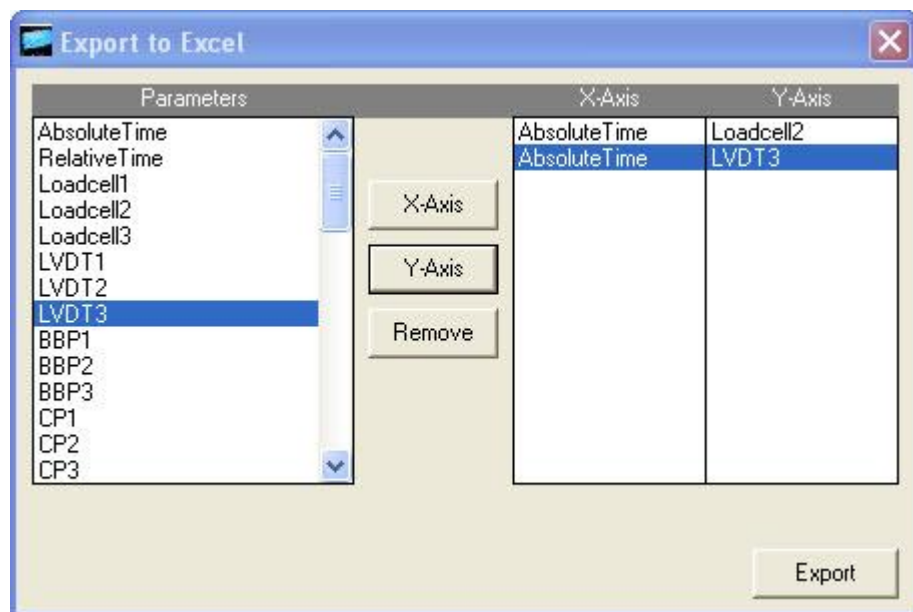 Export to Excel
Parameters
X-Axis Y-Axis
AbsoluteTime
RelativeTime
Loadcell1
Loadcell2
Loadcell3
LVDT1
LVDT2
LVDT3
BBP1
BBP2
BBP3
CP1
CP2
CP3
X-Axis
Y-Axis
Remove
AbsoluteTime Loadcell2
AbsoluteTime LVDT3
Export